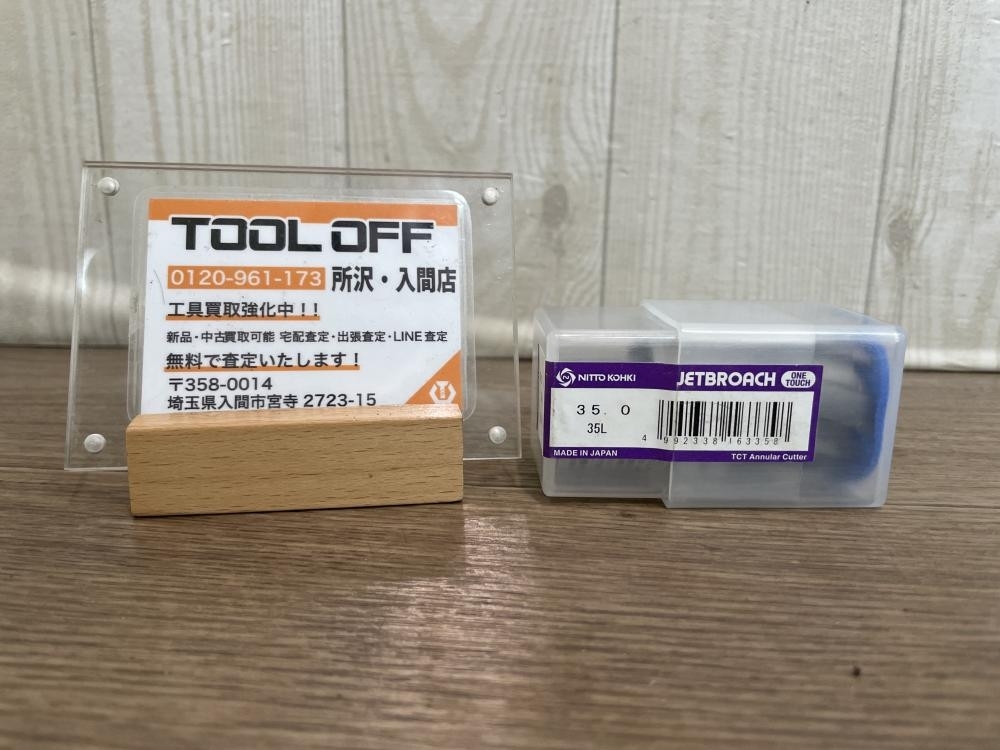 TOOL OFF
0120-961-173 所沢・入間店
工具買取強化中！！
新品・中古買取可能 宅配査定・出張査定・LINE査定
無料で査定いたします！
〒358-0014
埼玉県入間市宮寺 2723-15
NITTO KOHKI JETBROACH ONE TOUCH
35.0
35L
4 992338 163358
MADE IN JAPAN TCT Annular Cutter